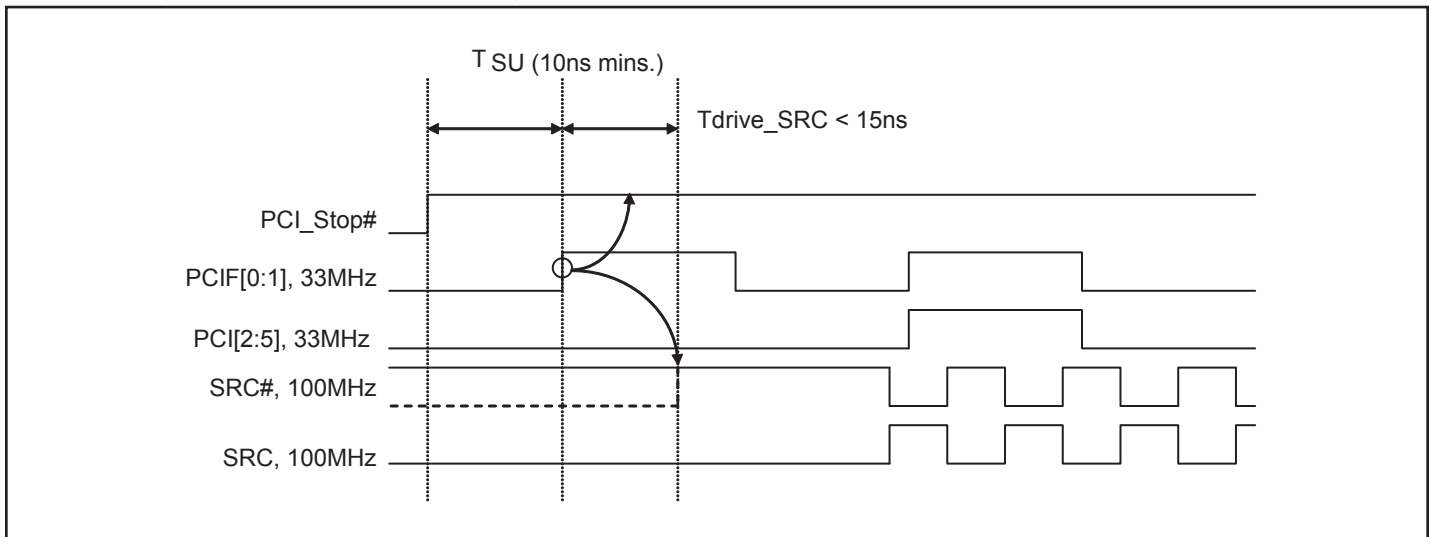 T SU (10ns mins.)
Tdrive_SRC < 15ns
PCI_Stop#
PCIF[0:1], 33MHz
PCI[2:5], 33MHz
SRC#, 100MHz
SRC, 100MHz